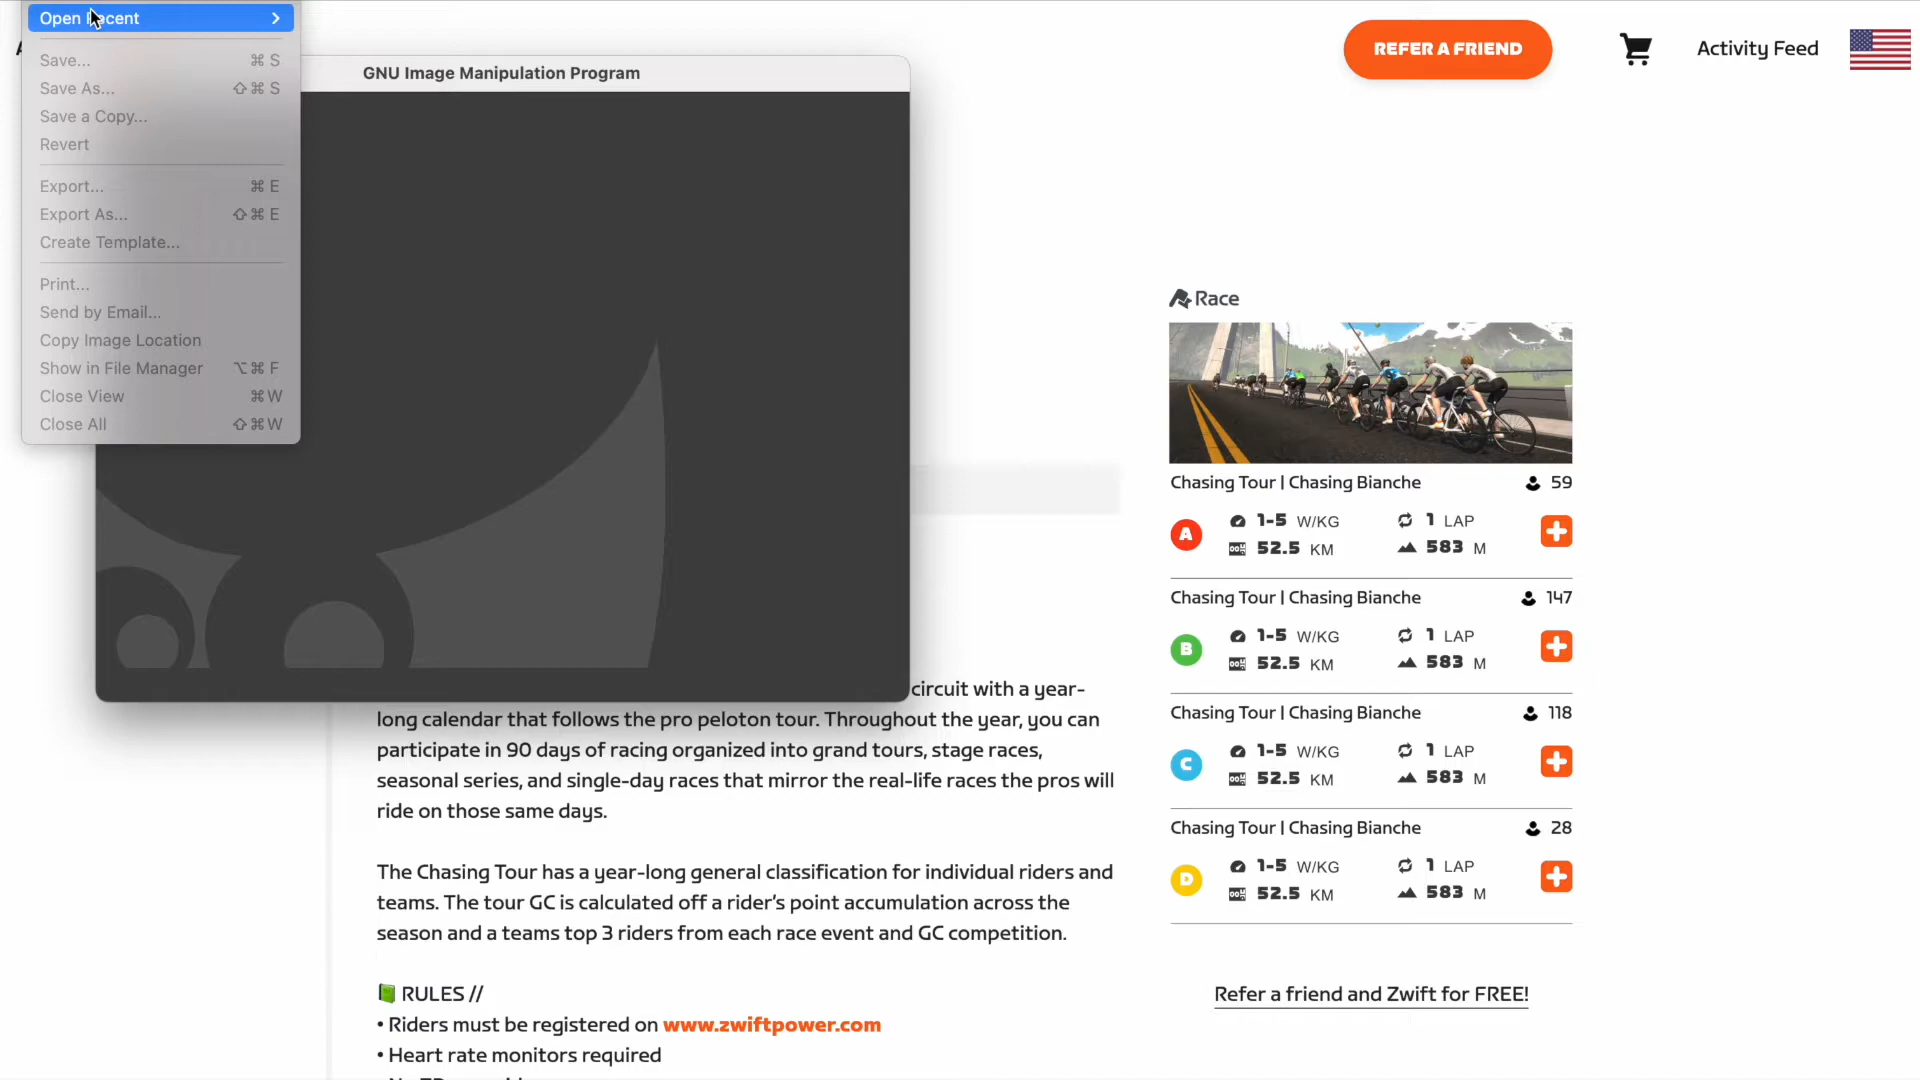 Open Recent
Save... ⌘ S
Save As... ⇧ ⌘ S
Save a Copy...
Revert
Export... ⌘ E
Export As... ⇧ ⌘ E
Create Template...
Print...
Send by Email...
Copy Image Location
Show in File Manager ⌥ ⌘ F
Close View ⌘ W
Close All ⇧ ⌘ W
GNU Image Manipulation Program
REFER A FRIEND
Activity Feed
circuit with a year-
long calendar that follows the pro peloton tour. Throughout the year, you can
participate in 90 days of racing organized into grand tours, stage races,
seasonal series, and single-day races that mirror the real-life races the pros will
ride on those same days.
The Chasing Tour has a year-long general classification for individual riders and
teams. The tour GC is calculated off a rider's point accumulation across the
season and a teams top 3 riders from each race event and GC competition.
📗 RULES //
• Riders must be registered on www.zwiftpower.com
• Heart rate monitors required
Race
Chasing Tour | Chasing Bianche 59
A 1-5 W/KG 1 LAP
52.5 KM 583 M
Chasing Tour | Chasing Bianche 147
B 1-5 W/KG 1 LAP
52.5 KM 583 M
Chasing Tour | Chasing Bianche 118
C 1-5 W/KG 1 LAP
52.5 KM 583 M
Chasing Tour | Chasing Bianche 28
D 1-5 W/KG 1 LAP
52.5 KM 583 M
Refer a friend and Zwift for FREE!